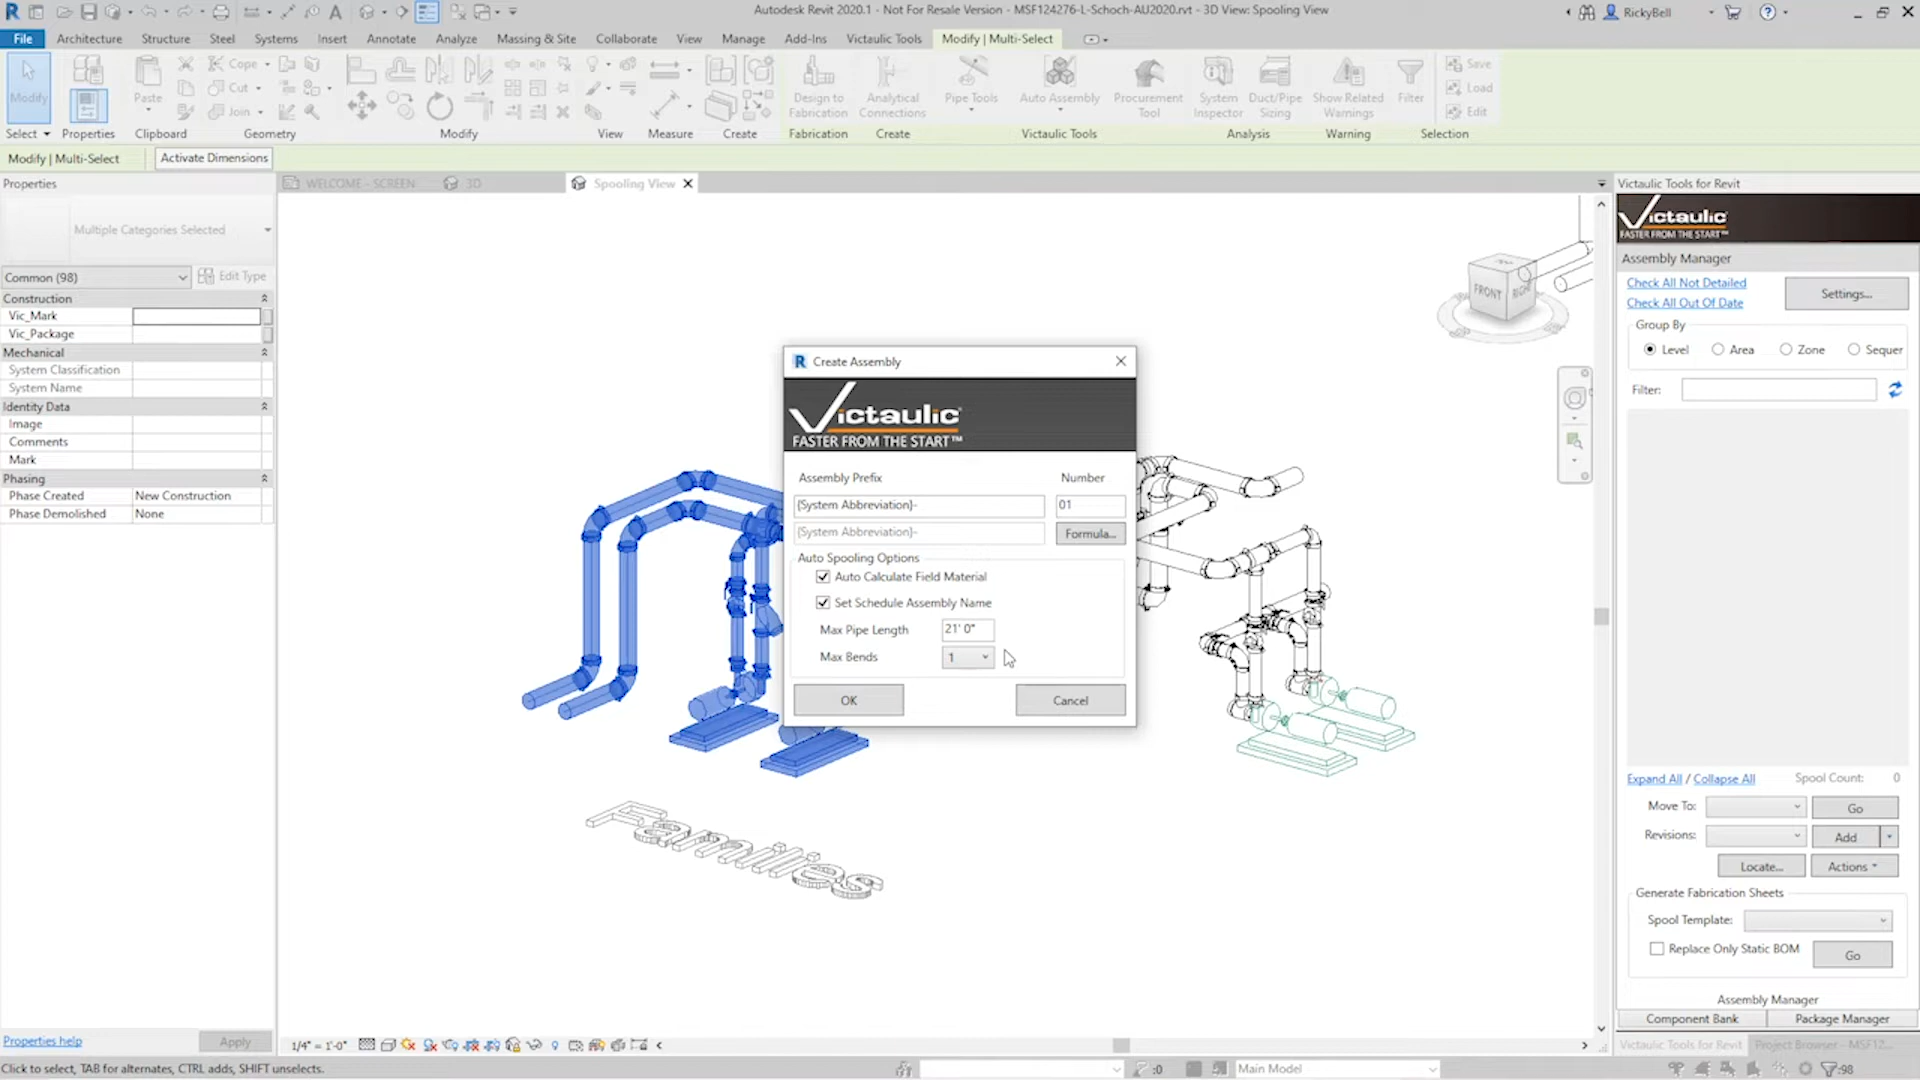 Autodesk Revit 2020.1 - Not For Resale Version - MSF124276-L-Schoch-AU2020.rvt - 3D View: Spooling View
RickyBell
File
Architecture
Structure
Steel
Systems
Insert
Annotate
Analyze
Massing & Site
Collaborate
View
Manage
Add-Ins
Victaulic Tools
Modify | Multi-Select
Modify
Paste
Cope
Cut
Join
Design to
Fabrication
Analytical
Connections
Pipe Tools
Auto Assembly
Procurement
Tool
System
Inspector
Duct/Pipe
Sizing
Show Related
Warnings
Filter
Save
Load
Edit
Select
Properties
Clipboard
Geometry
Modify
View
Measure
Create
Fabrication
Create
Victaulic Tools
Analysis
Warning
Selection
Modify | Multi-Select
Activate Dimensions
Properties
WELCOME - SCREEN
3D
Spooling View
Multiple Categories Selected
Common (98)
Edit Type
Construction
Vic_Mark
Vic_Package
Mechanical
System Classification
System Name
Identity Data
Image
Comments
Mark
Phasing
Phase Created New Construction
Phase Demolished None
Properties help
Apply
FRONT
RIGHT
Create Assembly
Victaulic
FASTER FROM THE START™
Assembly Prefix
Number
{System Abbreviation}-
01
{System Abbreviation}-
Formula...
Auto Spooling Options
Auto Calculate Field Material
Set Schedule Assembly Name
Max Pipe Length 21' 0"
Max Bends 1
OK
Cancel
Families
Victaulic Tools for Revit
Victaulic
FASTER FROM THE START™
Assembly Manager
Check All Not Detailed
Check All Out Of Date
Settings...
Group By
Level
Area
Zone
Sequer
Filter:
Expand All / Collapse All
Spool Count: 0
Move To:
Go
Revisions:
Add
Locate...
Actions
Generate Fabrication Sheets
Spool Template:
Replace Only Static BOM
Go
Assembly Manager
Component Bank
Package Manager
Victaulic Tools for Revit
Project Browser - MSF12...
1/4" = 1'-0"
Click to select, TAB for alternates, CTRL adds, SHIFT unselects.
:0
Main Model
:98